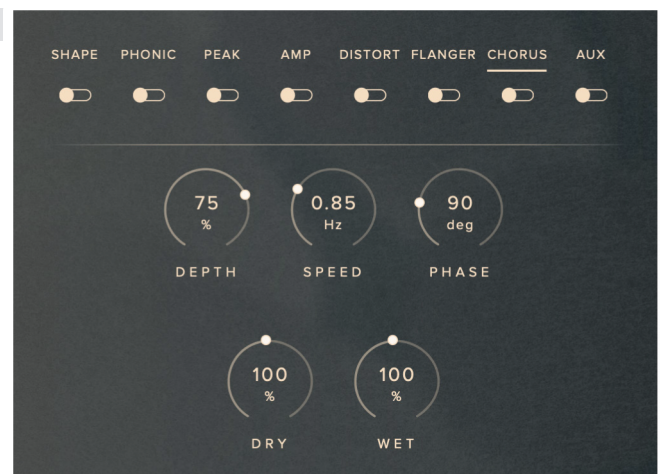 SHAPE PHONIC PEAK AMP DISTORT FLANGER CHORUS AUX
75 0.85 90
% Hz deg
DEPTH SPEED PHASE
100 100
% %
DRY WET